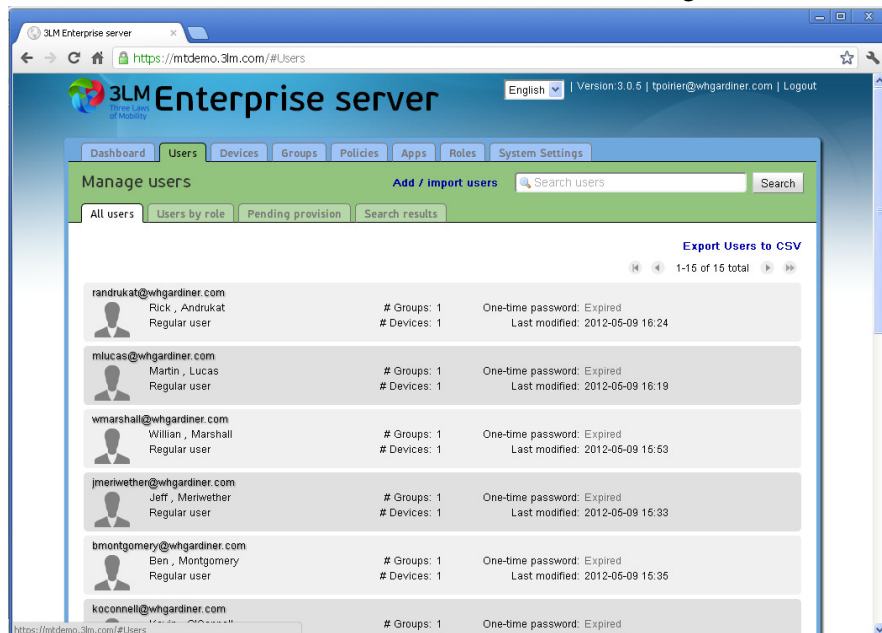 3LM Enterprise server
https://mtdemo.3lm.com/#Users
3LM
Three Laws
of Mobility
Enterprise server
English | Version:3.0.5 | tpoirier@whgardiner.com | Logout
Dashboard Users Devices Groups Policies Apps Roles System Settings
Manage users Add / import users Search users Search
All users Users by role Pending provision Search results
Export Users to CSV
1-15 of 15 total
randrukat@whgardiner.com
Rick , Andrukat # Groups: 1 One-time password: Expired
Regular user # Devices: 1 Last modified: 2012-05-09 16:24
mlucas@whgardiner.com
Martin , Lucas # Groups: 1 One-time password: Expired
Regular user # Devices: 1 Last modified: 2012-05-09 16:19
wmarshall@whgardiner.com
Willian , Marshall # Groups: 1 One-time password: Expired
Regular user # Devices: 1 Last modified: 2012-05-09 15:53
jmeriwether@whgardiner.com
Jeff , Meriwether # Groups: 1 One-time password: Expired
Regular user # Devices: 1 Last modified: 2012-05-09 15:33
bmontgomery@whgardiner.com
Ben , Montgomery # Groups: 1 One-time password: Expired
Regular user # Devices: 1 Last modified: 2012-05-09 15:35
koconnell@whgardiner.com
# Groups: 1 One-time password: Expired
https://mtdemo.3lm.com/#Users